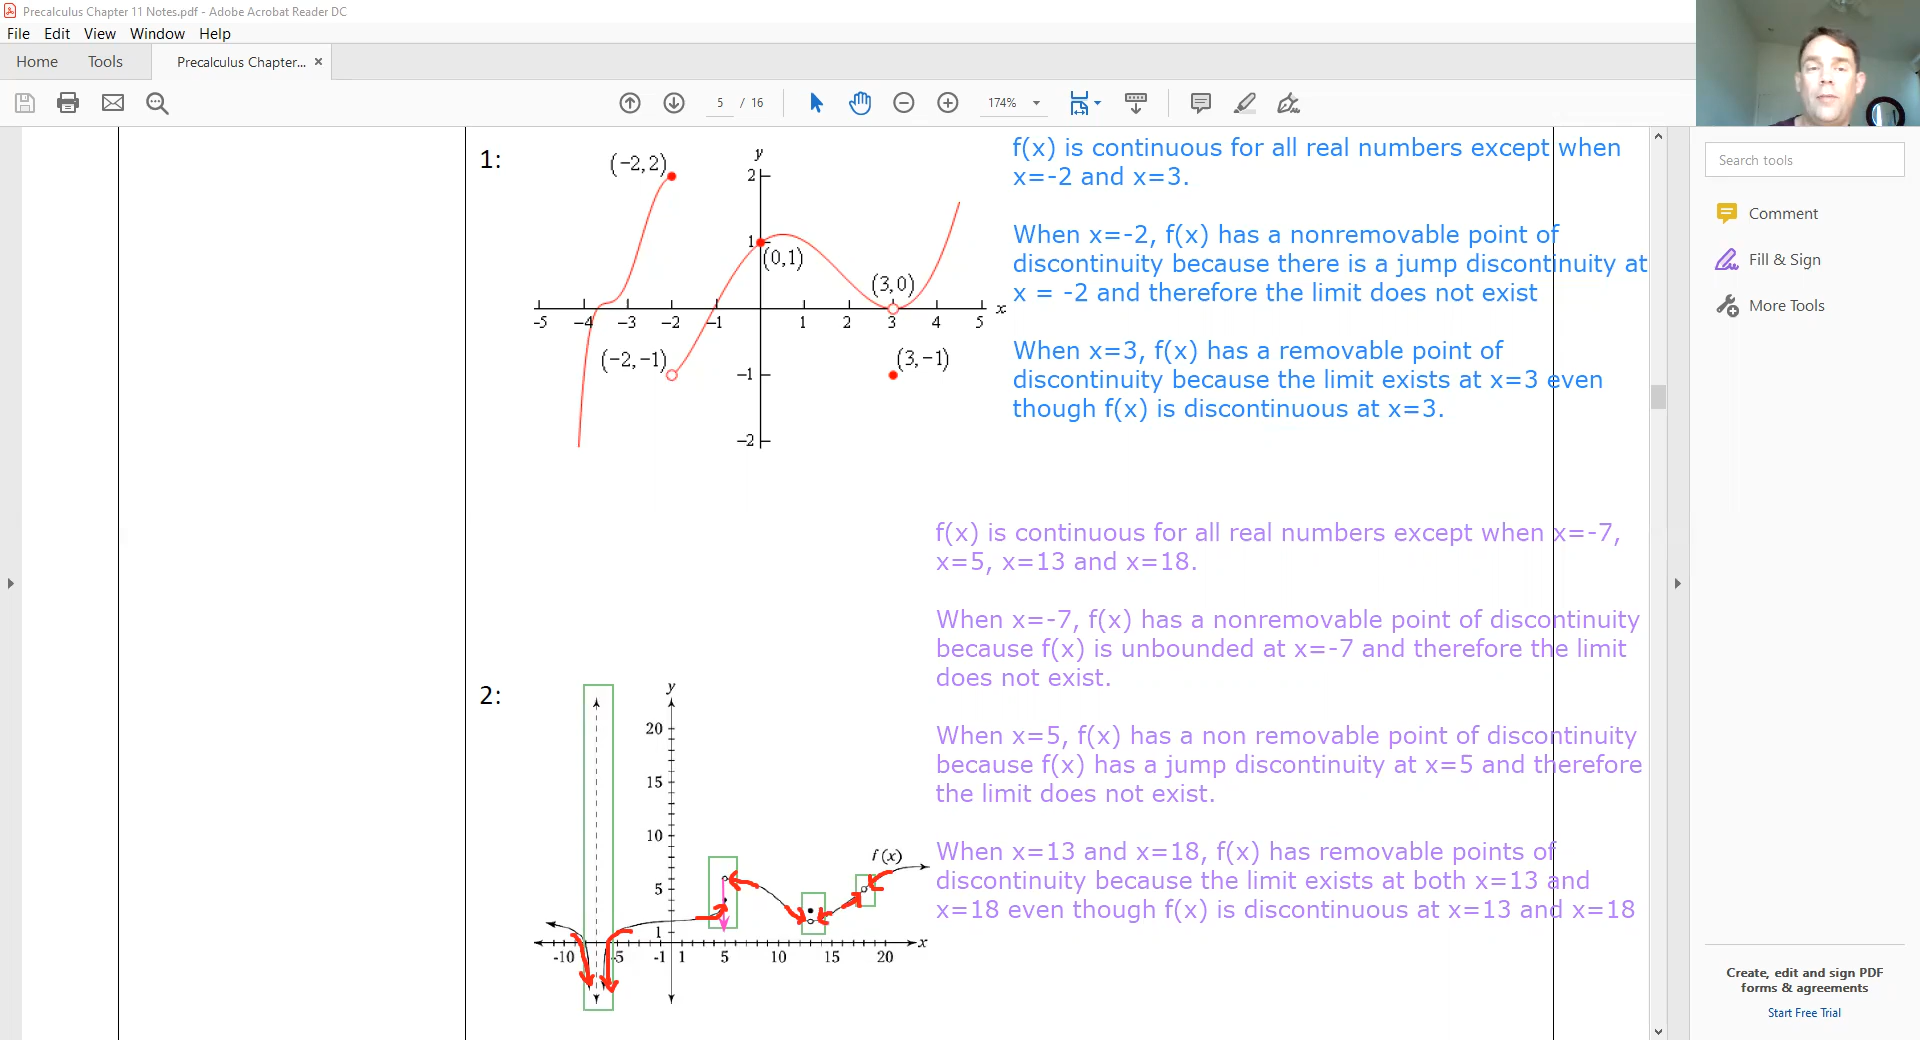 Precalculus Chapter 11 Notes.pdf - Adobe Acrobat Reader DC
File Edit View Window Help
Home Tools Precalculus Chapter... ×
5 / 16 174%
Search tools
Comment
Fill & Sign
More Tools
1:
(-2,2)
y
2
1
(0,1)
(3,0)
-5 -4 -3 -2 -1 1 2 3 4 5 x
(-2,-1)
(3,-1)
-1
-2
f(x) is continuous for all real numbers except when
x=-2 and x=3.
When x=-2, f(x) has a nonremovable point of
discontinuity because there is a jump discontinuity at
x = -2 and therefore the limit does not exist
When x=3, f(x) has a removable point of
discontinuity because the limit exists at x=3 even
though f(x) is discontinuous at x=3.
f(x) is continuous for all real numbers except when x=-7,
x=5, x=13 and x=18.
When x=-7, f(x) has a nonremovable point of discontinuity
because f(x) is unbounded at x=-7 and therefore the limit
does not exist.
When x=5, f(x) has a non removable point of discontinuity
because f(x) has a jump discontinuity at x=5 and therefore
the limit does not exist.
When x=13 and x=18, f(x) has removable points of
discontinuity because the limit exists at both x=13 and
x=18 even though f(x) is discontinuous at x=13 and x=18
2:
y
20
15
10
f(x)
5
1
x
-10 -5 -1 1 5 10 15 20
Create, edit and sign PDF
forms & agreements
Start Free Trial